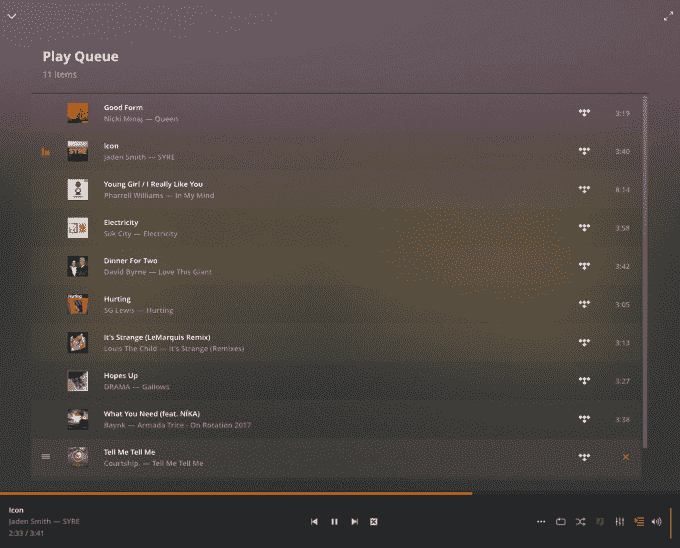 Play Queue
11 items
Good Form
Nicki Minaj — Queen
3:19
Icon
Jaden Smith — SYRE
3:40
Young Girl / I Really Like You
Pharrell Williams — In My Mind
8:14
Electricity
Silk City — Electricity
3:58
Dinner For Two
David Byrne — Love This Giant
3:42
Hurting
SG Lewis — Hurting
3:05
It's Strange (LeMarquis Remix)
Louis The Child — It's Strange (Remixes)
3:13
Hopes Up
DRAMA — Gallows
3:27
What You Need (feat. NÏKA)
Baynk — Armada Trice - On Rotation 2017
3:38
Tell Me Tell Me
Courtship. — Tell Me Tell Me
Icon
Jaden Smith — SYRE
2:33 / 3:41